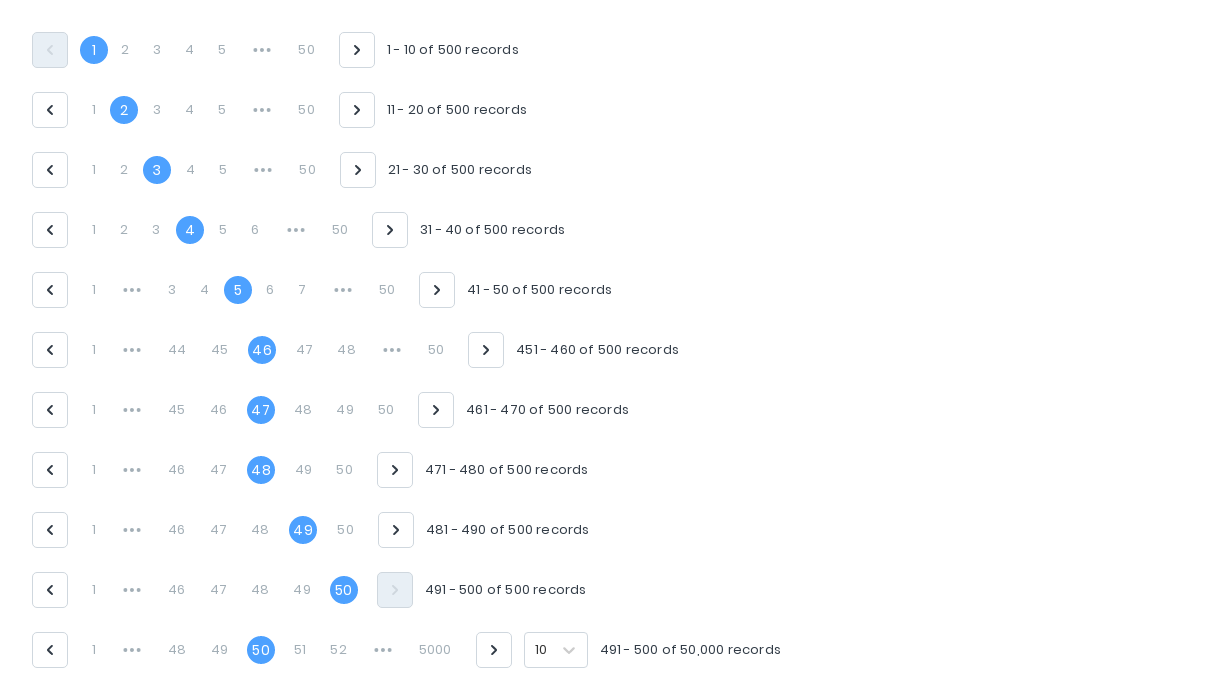 1 2 3 4 5 ••• 50 1 - 10 of 500 records
1 2 3 4 5 ••• 50 11 - 20 of 500 records
1 2 3 4 5 ••• 50 21 - 30 of 500 records
1 2 3 4 5 6 ••• 50 31 - 40 of 500 records
1 ••• 3 4 5 6 7 ••• 50 41 - 50 of 500 records
1 ••• 44 45 46 47 48 ••• 50 451 - 460 of 500 records
1 ••• 45 46 47 48 49 50 461 - 470 of 500 records
1 ••• 46 47 48 49 50 471 - 480 of 500 records
1 ••• 46 47 48 49 50 481 - 490 of 500 records
1 ••• 46 47 48 49 50 491 - 500 of 500 records
1 ••• 48 49 50 51 52 ••• 5000 10 491 - 500 of 50,000 records